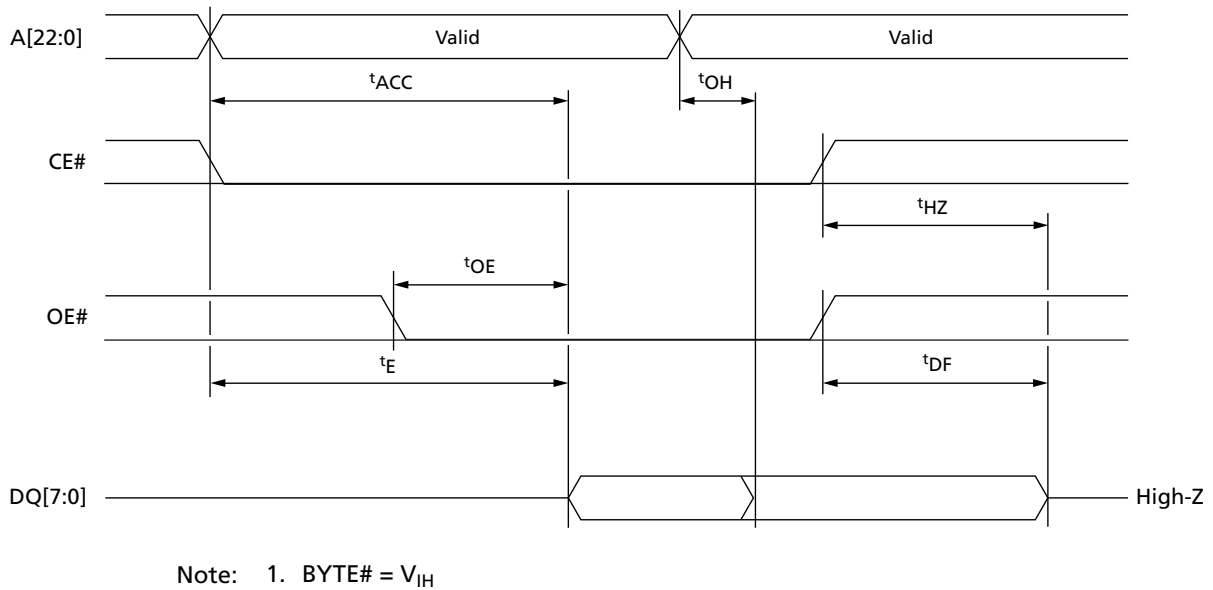 A[22:0]
Valid
Valid
tACC
tOH
CE#
tHZ
tOE
OE#
tE
tDF
DQ[7:0]
High-Z
Note: 1. BYTE# = VIH